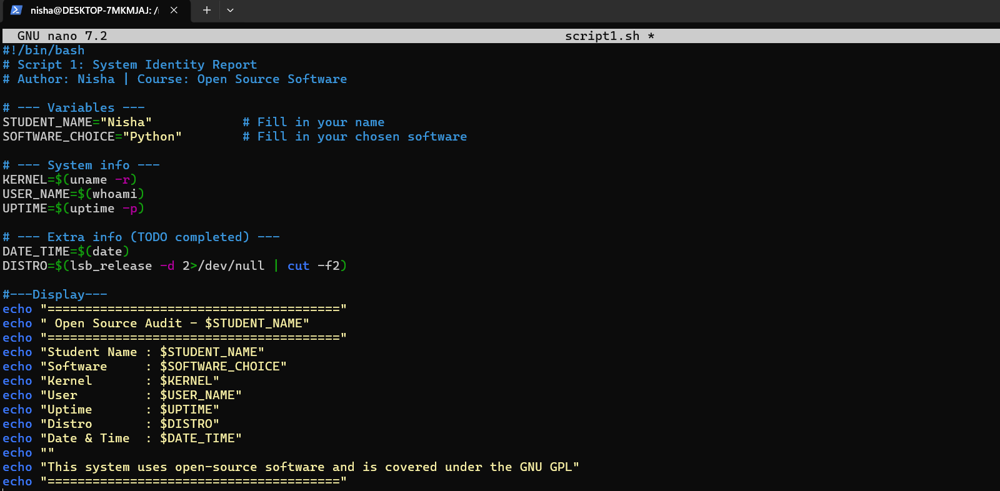 nisha@DESKTOP-7MKMJAJ: /
GNU nano 7.2 script1.sh *
#!/bin/bash
# Script 1: System Identity Report
# Author: Nisha | Course: Open Source Software
# --- Variables ---
STUDENT_NAME="Nisha"            # Fill in your name
SOFTWARE_CHOICE="Python"        # Fill in your chosen software
# --- System info ---
KERNEL=$(uname -r)
USER_NAME=$(whoami)
UPTIME=$(uptime -p)
# --- Extra info (TODO completed) ---
DATE_TIME=$(date)
DISTRO=$(lsb_release -d 2>/dev/null | cut -f2)
#---Display---
echo "======================================="
echo " Open Source Audit - $STUDENT_NAME"
echo "======================================="
echo "Student Name : $STUDENT_NAME"
echo "Software     : $SOFTWARE_CHOICE"
echo "Kernel       : $KERNEL"
echo "User         : $USER_NAME"
echo "Uptime       : $UPTIME"
echo "Distro       : $DISTRO"
echo "Date & Time  : $DATE_TIME"
echo ""
echo "This system uses open-source software and is covered under the GNU GPL"
echo "======================================="